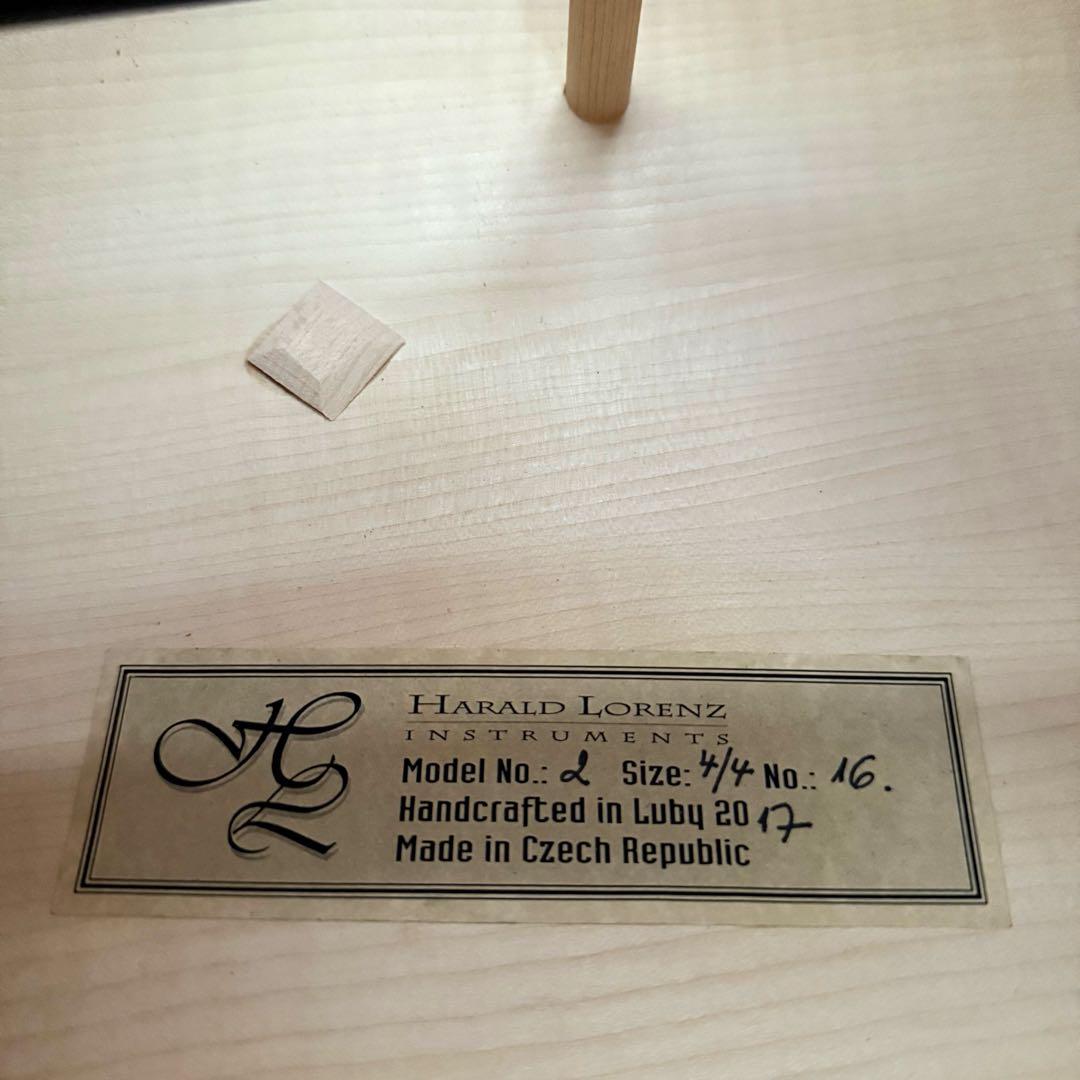 HL
HARALD LORENZ
INSTRUMENTS
Model No.: 2 Size: 4/4 No.: 16.
Handcrafted in Luby 2017
Made in Czech Republic